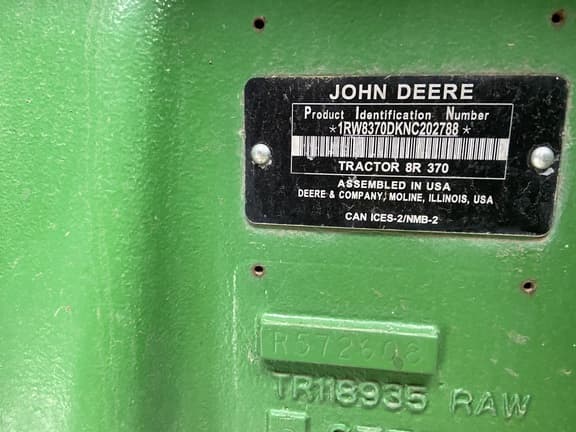 JOHN DEERE
Product Identification Number
*1RW8370DKNC202788*
TRACTOR 8R 370
ASSEMBLED IN USA
DEERE & COMPANY, MOLINE, ILLINOIS, USA
CAN ICES-2/NMB-2
R572608
TR118935 RAW